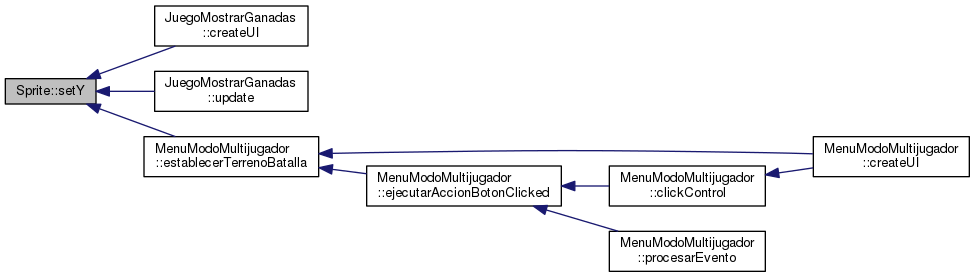 JuegoMostrarGanadas
::createUI
Sprite::setY
JuegoMostrarGanadas
::update
MenuModoMultijugador
::establecerTerrenoBatalla
MenuModoMultijugador
::createUI
MenuModoMultijugador
::ejecutarAccionBotonClicked
MenuModoMultijugador
::clickControl
MenuModoMultijugador
::procesarEvento